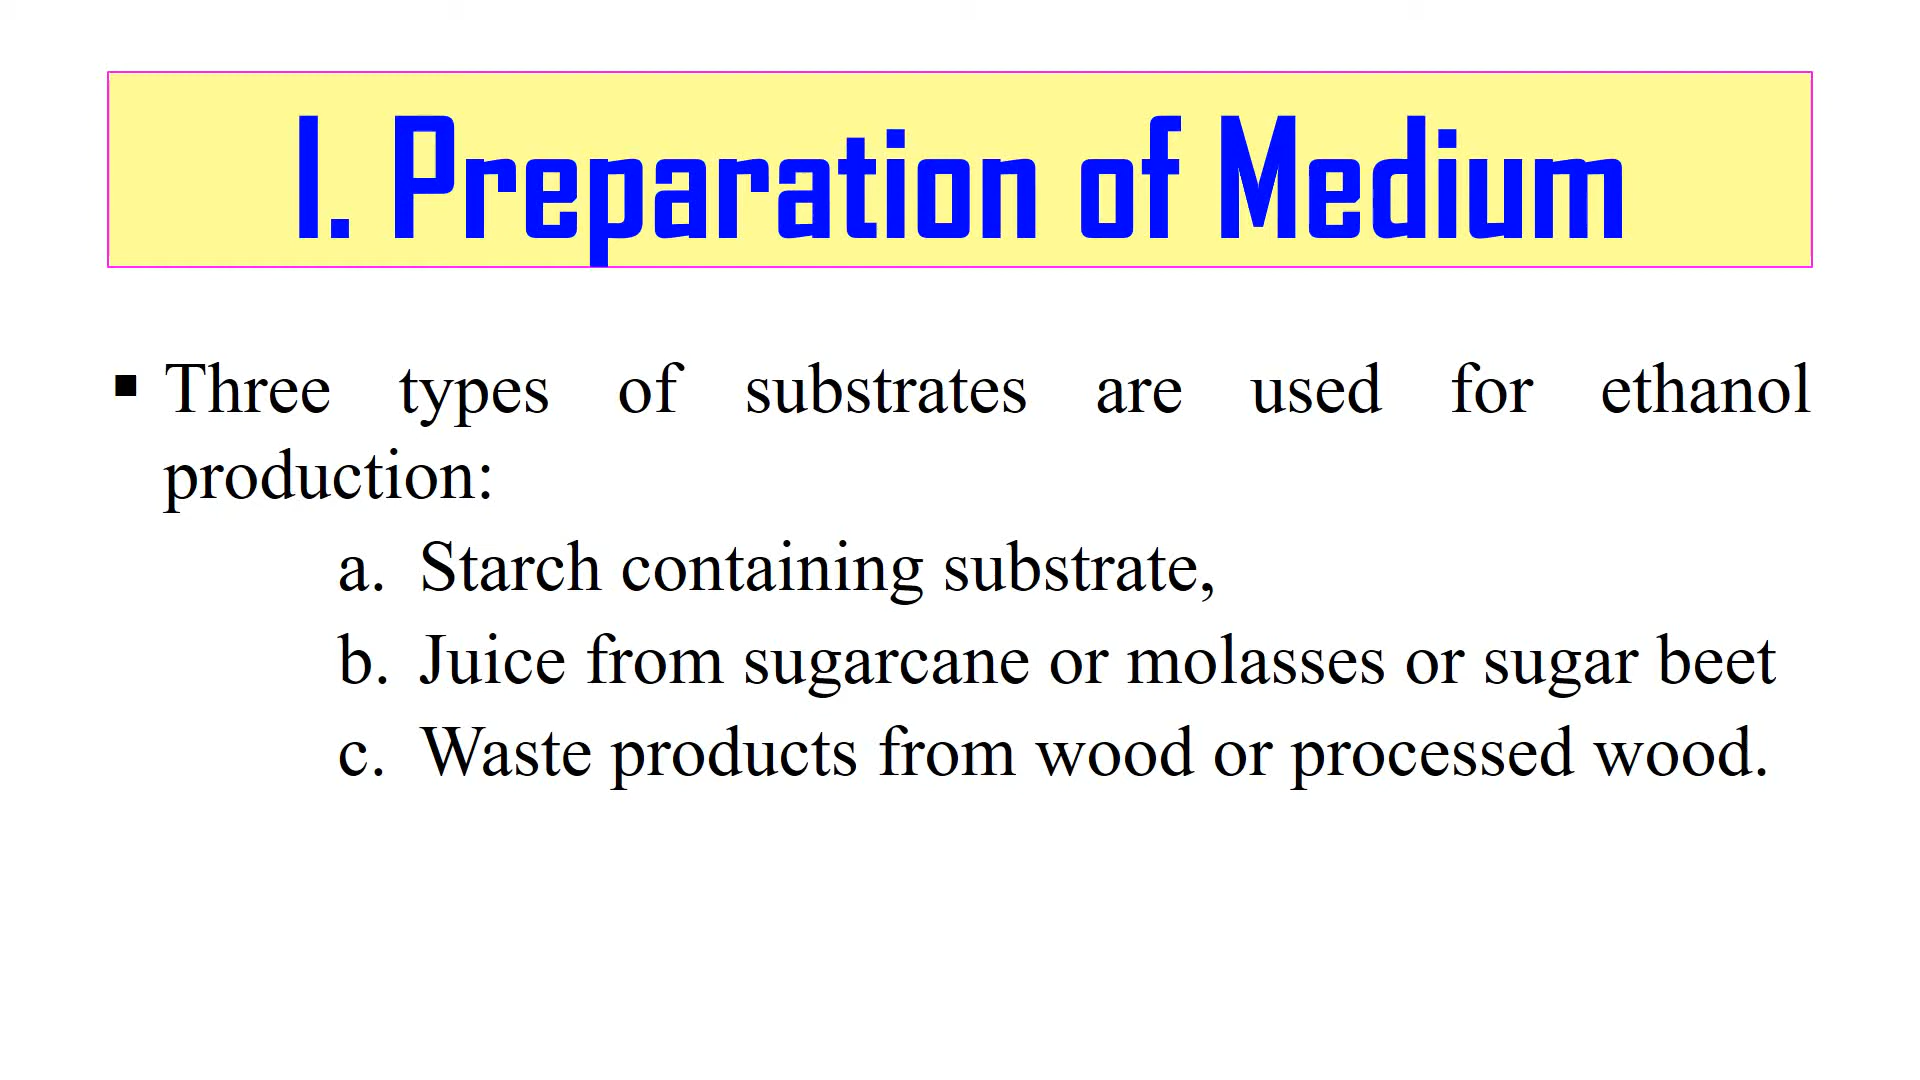 I. Preparation of Medium
▪ Three types of substrates are used for ethanol
production:
a. Starch containing substrate,
b. Juice from sugarcane or molasses or sugar beet
c. Waste products from wood or processed wood.